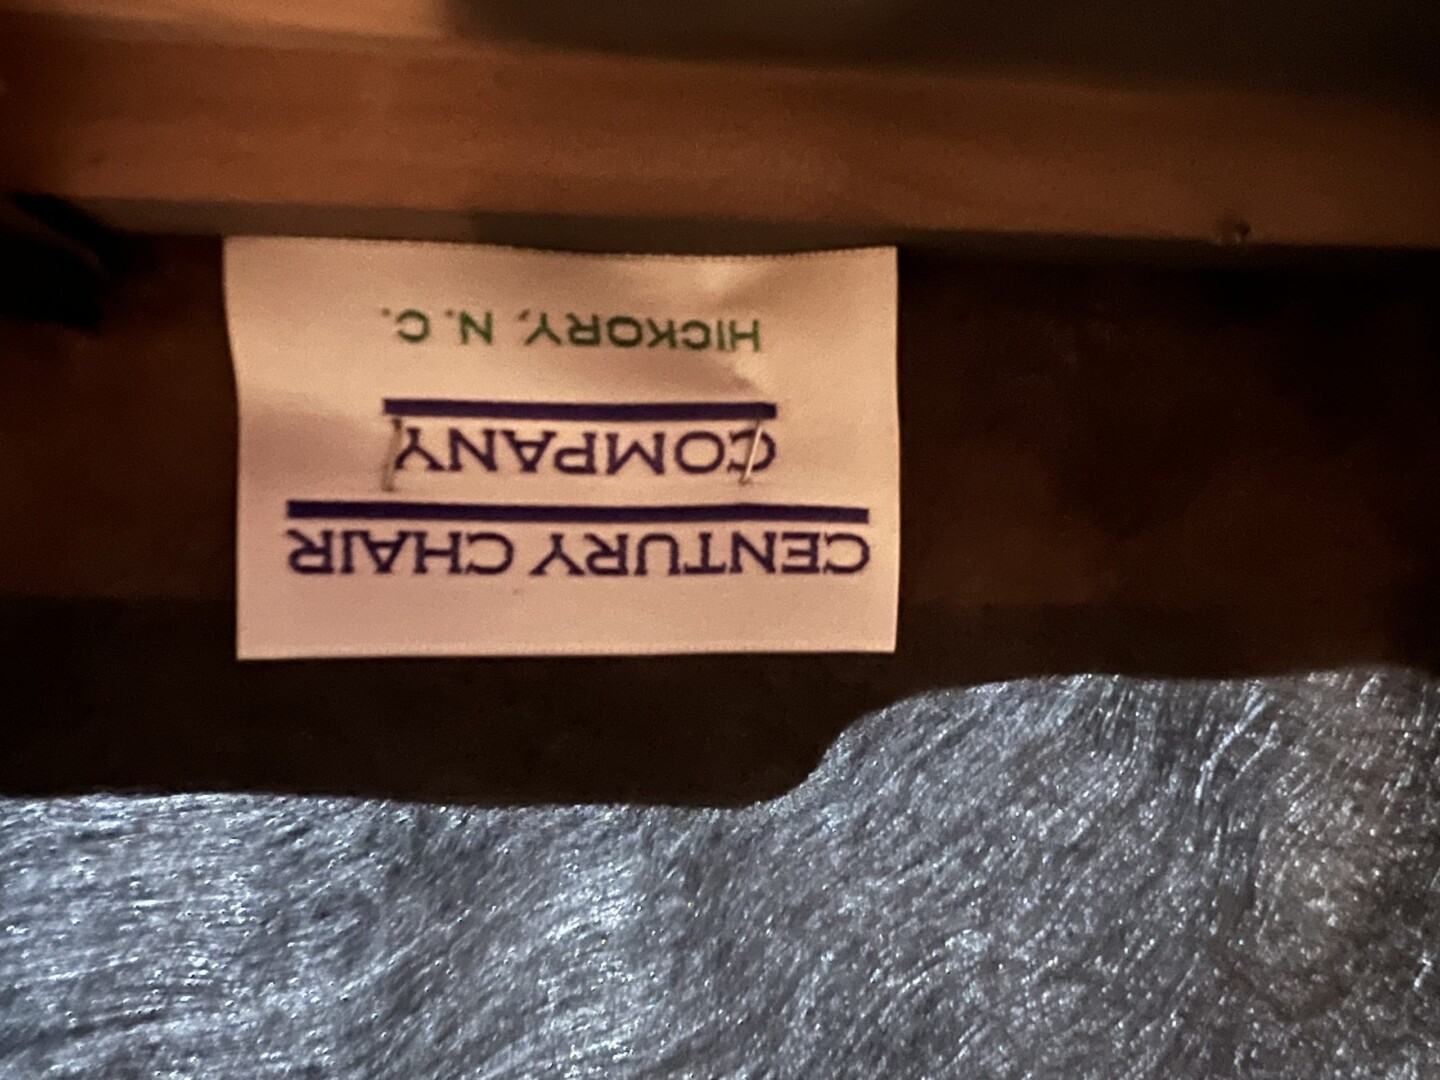 CENTURY CHAIR
COMPANY
HICKORY, N.C.